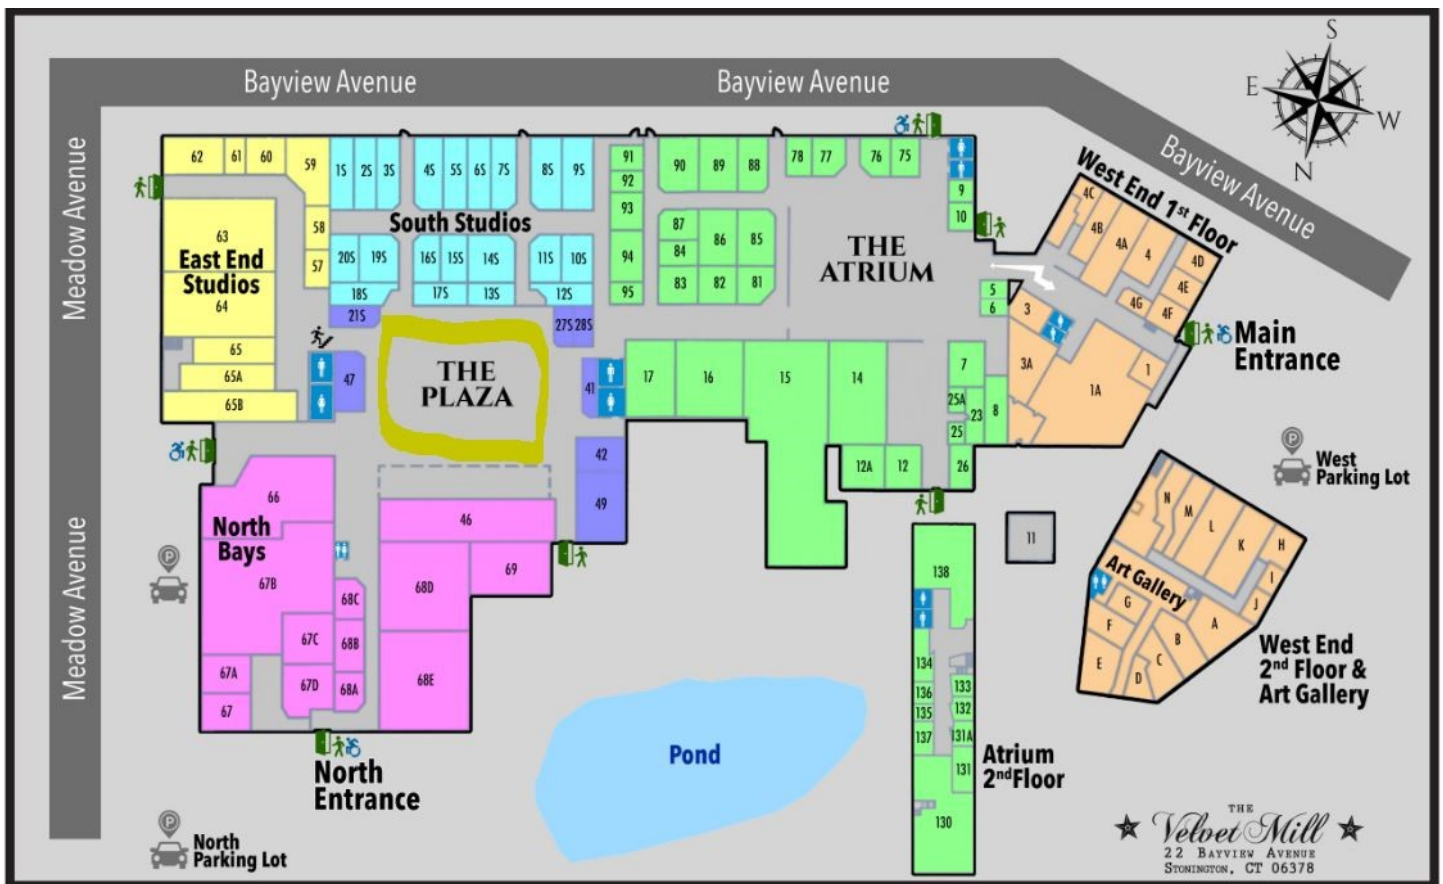 Bayview Avenue
Bayview Avenue
Bayview Avenue
Meadow Avenue
Meadow Avenue
S
E
W
N
62
61
60
59
1S
2S
3S
4S
5S
6S
7S
8S
9S
91
92
93
94
95
90
89
88
78
77
76
75
9
10
South Studios
58
57
63
East End
Studios
64
65
65A
65B
20S
19S
18S
21S
16S
15S
14S
17S
13S
11S
10S
12S
27S
28S
87
84
86
85
83
82
81
THE
ATRIUM
THE
PLAZA
47
41
42
49
17
16
15
14
12A
12
5
6
7
25A
23
8
25
26
West End 1st Floor
4C
4B
4A
4
4D
4E
4F
4G
3
3A
1A
1
Main
Entrance
West
Parking Lot
66
North
Bays
67B
67C
67D
67A
67
68C
68B
68A
46
68D
69
68E
North
Entrance
North
Parking Lot
Pond
11
138
134
136
135
137
133
132
131A
131
130
Atrium
2nd Floor
N
M
L
K
H
I
J
Art Gallery
G
F
E
D
C
B
A
West End
2nd Floor &
Art Gallery
THE
Velvet Mill
22 BAYVIEW AVENUE
STONINGTON, CT 06378